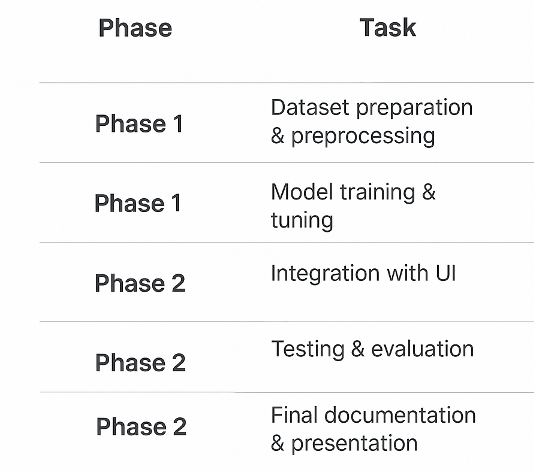 Phase Task
Phase 1 Dataset preparation
& preprocessing
Phase 1 Model training &
tuning
Phase 2 Integration with UI
Phase 2 Testing & evaluation
Phase 2 Final documentation
& presentation